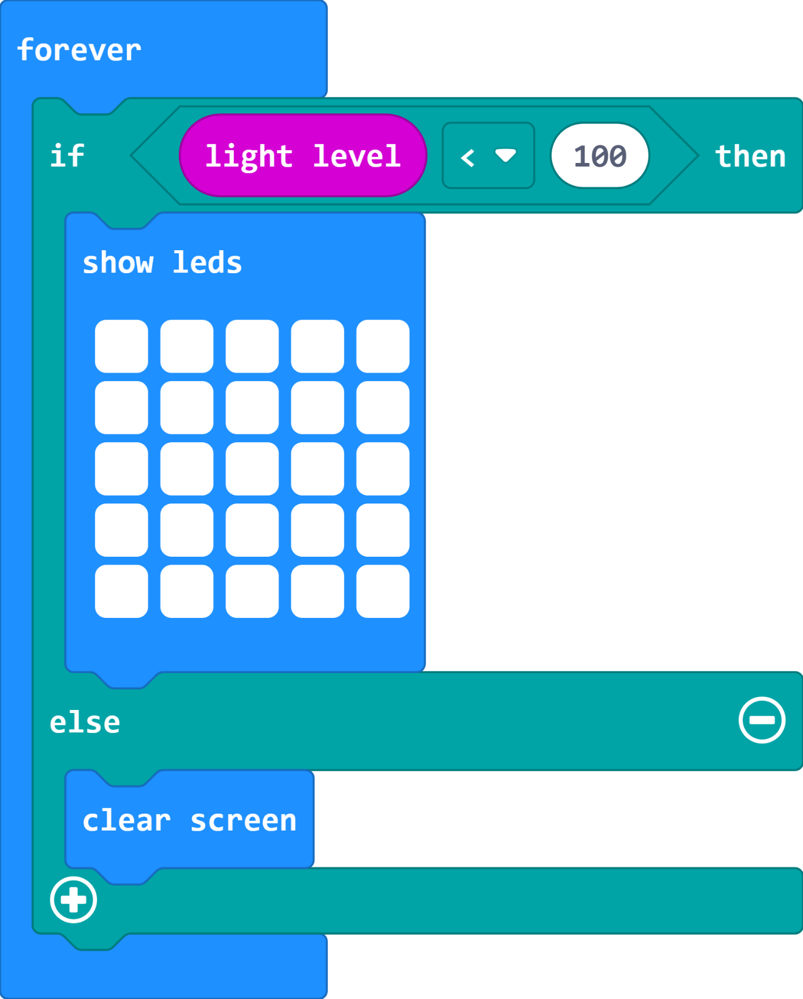 forever
if light level < 100 then
show leds
else
clear screen